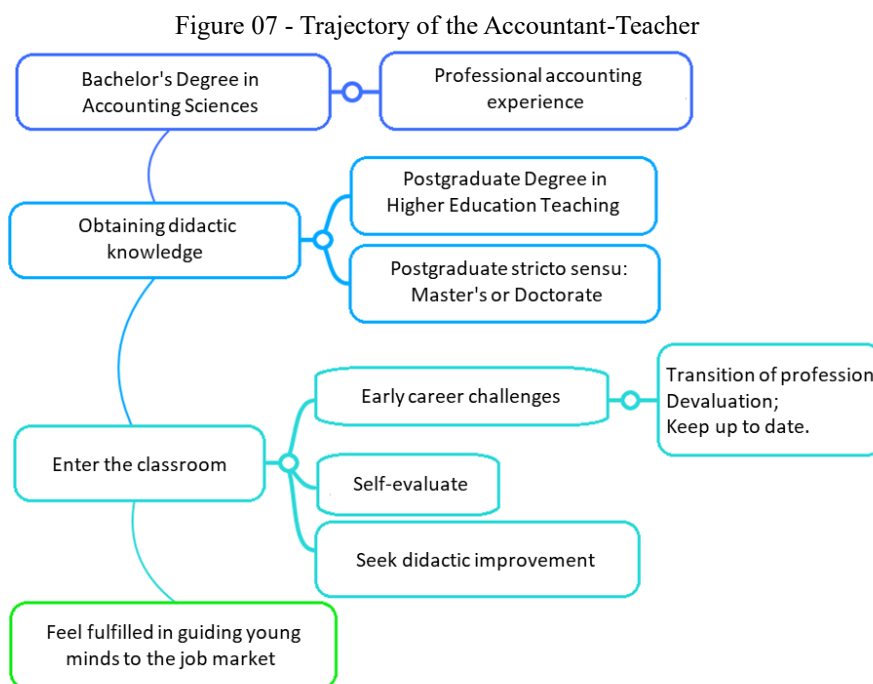 Figure 07 - Trajectory of the Accountant-Teacher
Bachelor's Degree in
Accounting Sciences
Professional accounting
experience
Obtaining didactic
knowledge
Postgraduate Degree in
Higher Education Teaching
Postgraduate stricto sensu:
Master's or Doctorate
Enter the classroom
Early career challenges
Transition of profession
Devaluation;
Keep up to date.
Self-evaluate
Seek didactic improvement
Feel fulfilled in guiding young
minds to the job market